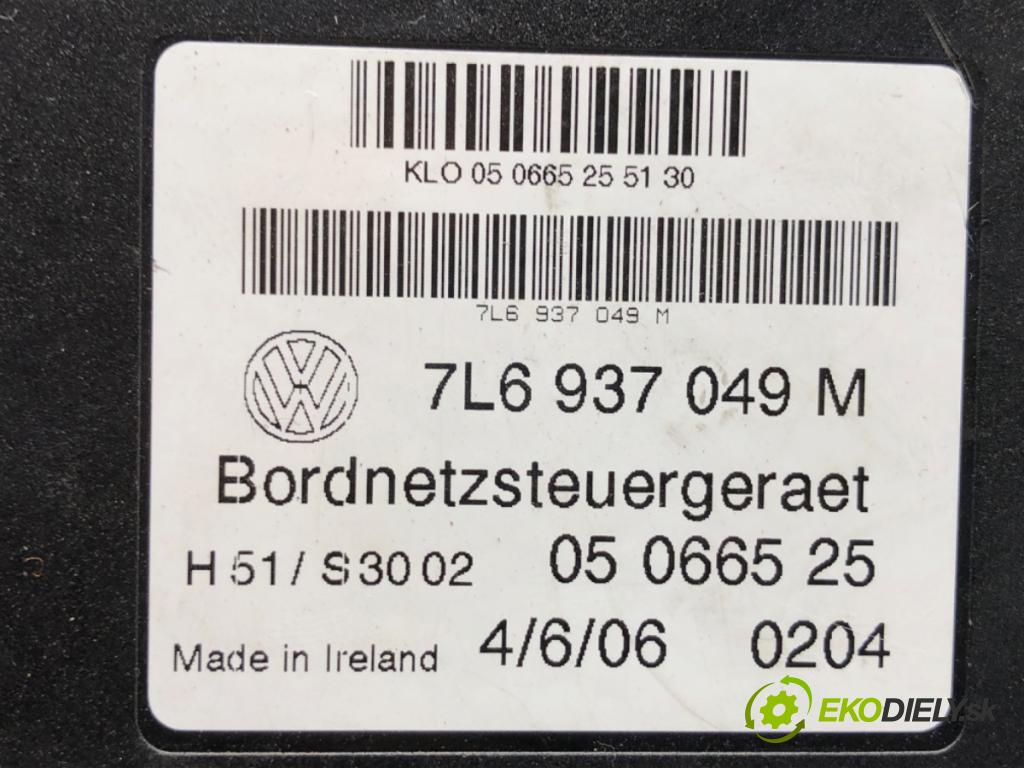 KLO 05 0665 25 51 30
7L6 937 049 M
7L6 937 049 M
Bordnetzsteuergeraet
H 51 / S 30 02 05 0665 25
Made in Ireland 4/6/06 0204
EKODIELY.sk